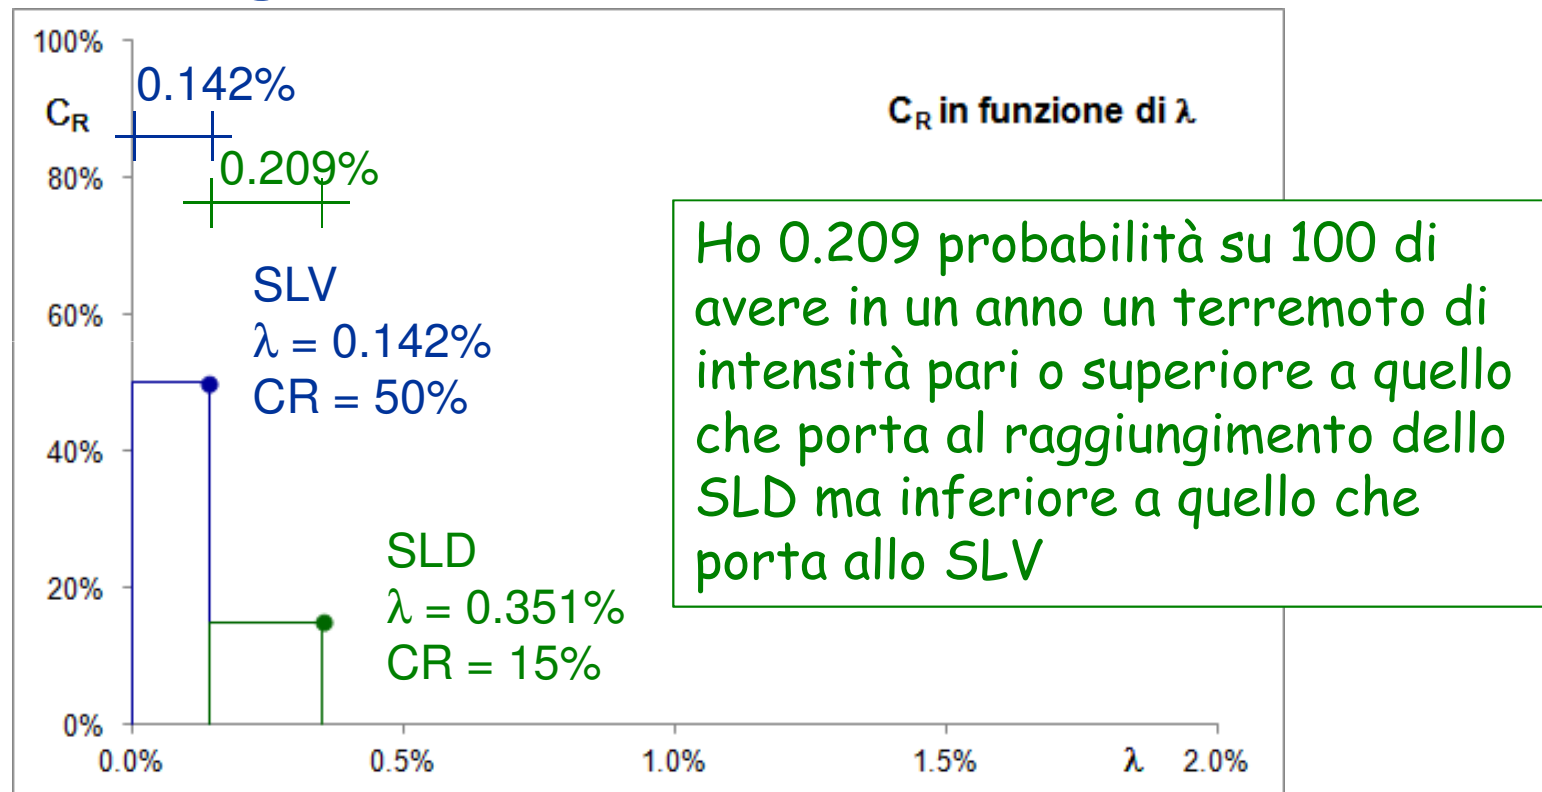 100%
0.142%
CR
CR in funzione di λ
0.209%
80%
Ho 0.209 probabilità su 100 di
avere in un anno un terremoto di
intensità pari o superiore a quello
che porta al raggiungimento dello
SLD ma inferiore a quello che
porta allo SLV
SLV
λ = 0.142%
CR = 50%
60%
40%
SLD
λ = 0.351%
CR = 15%
20%
0%
0.0% 0.5% 1.0% 1.5% λ 2.0%